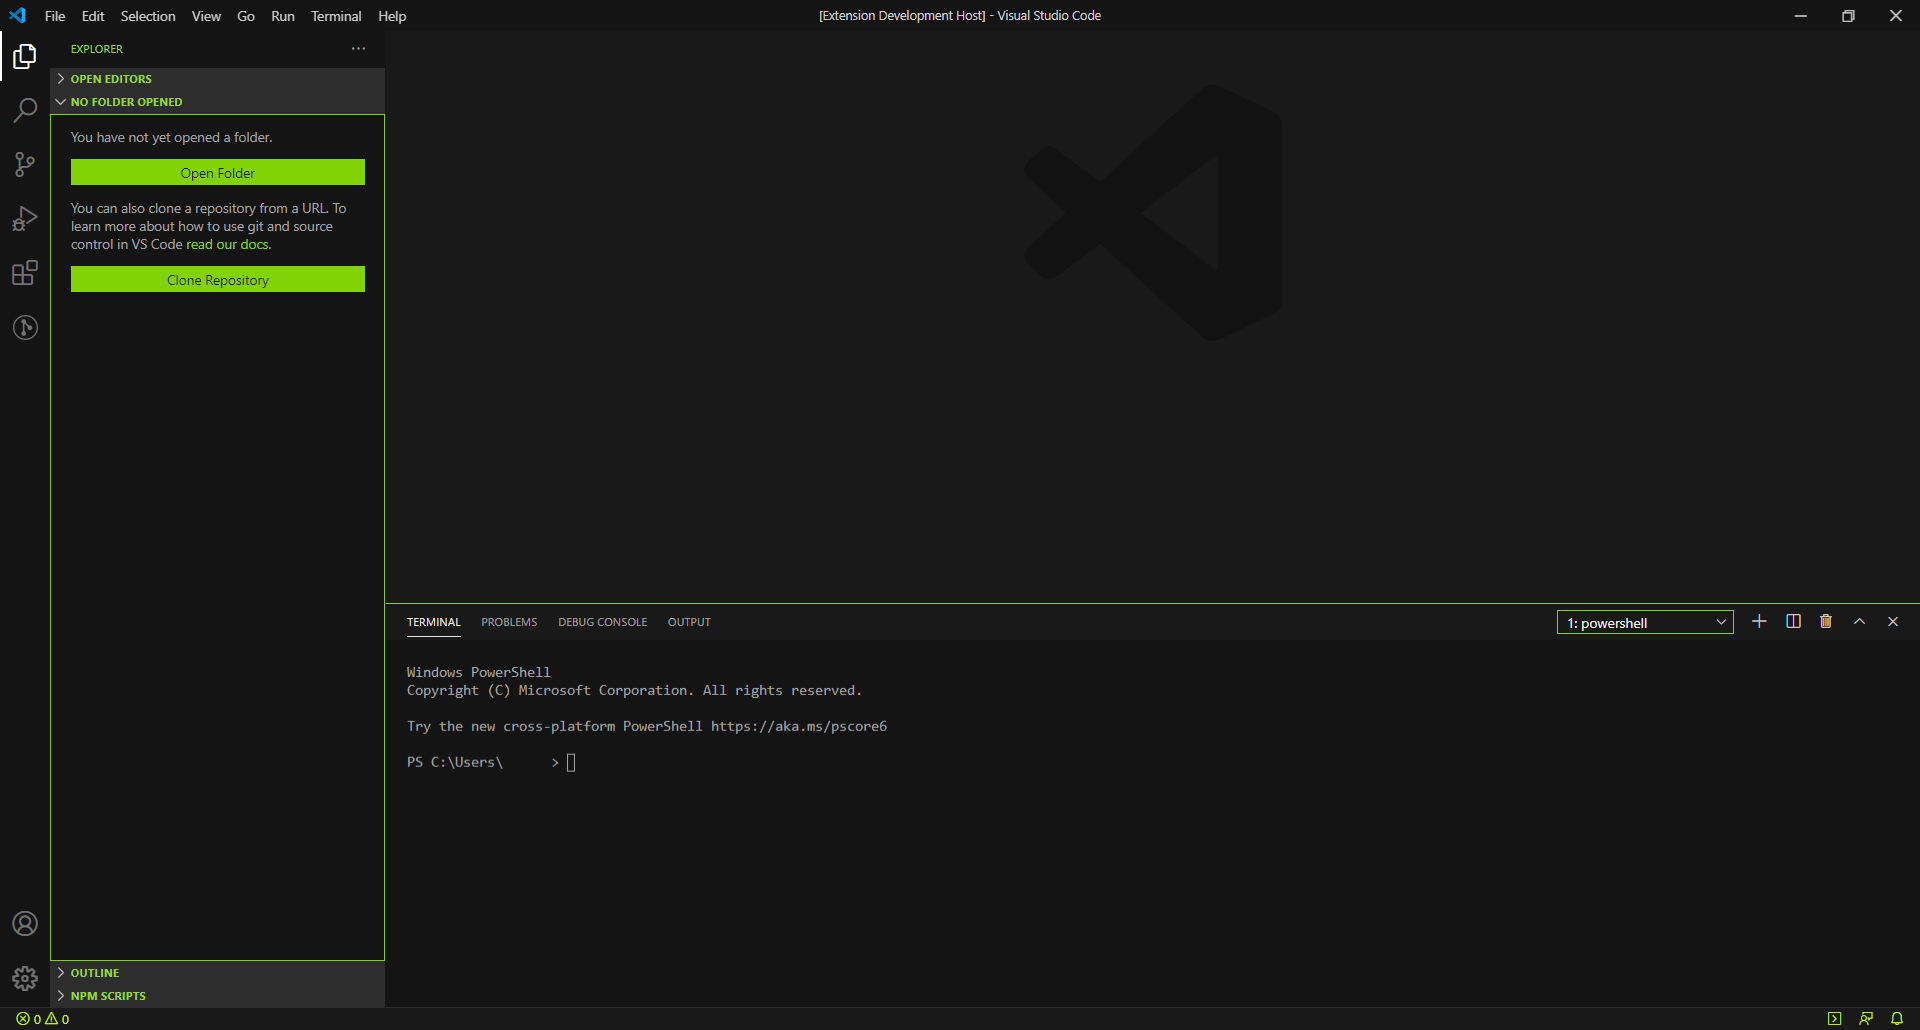 File Edit Selection View Go Run Terminal Help
[Extension Development Host] - Visual Studio Code
EXPLORER
OPEN EDITORS
NO FOLDER OPENED
You have not yet opened a folder.
Open Folder
You can also clone a repository from a URL. To
learn more about how to use git and source
control in VS Code read our docs.
Clone Repository
OUTLINE
NPM SCRIPTS
TERMINAL PROBLEMS DEBUG CONSOLE OUTPUT
1: powershell
Windows PowerShell
Copyright (C) Microsoft Corporation. All rights reserved.
Try the new cross-platform PowerShell https://aka.ms/pscore6
PS C:\Users\ >
0 0